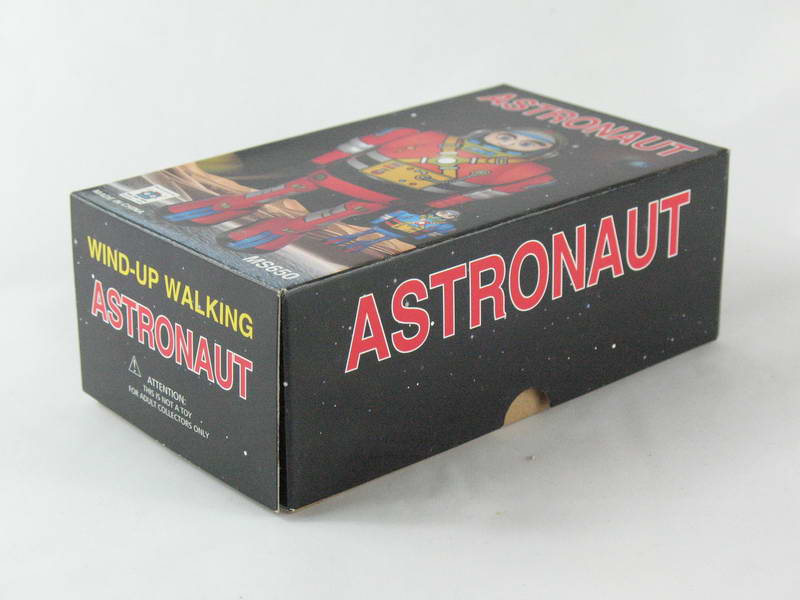 ASTRONAUT
MADE IN CHINA
MS650
WIND-UP WALKING
ASTRONAUT
ATTENTION:
THIS IS NOT A TOY
FOR ADULT COLLECTORS ONLY
ASTRONAUT